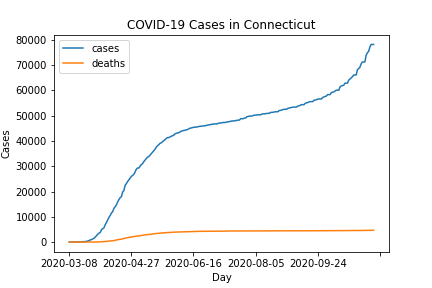 COVID-19 Cases in Connecticut
80000
70000
60000
50000
40000
30000
20000
10000
0
Cases
cases
deaths
2020-03-08 2020-04-27 2020-06-16 2020-08-05 2020-09-24
Day